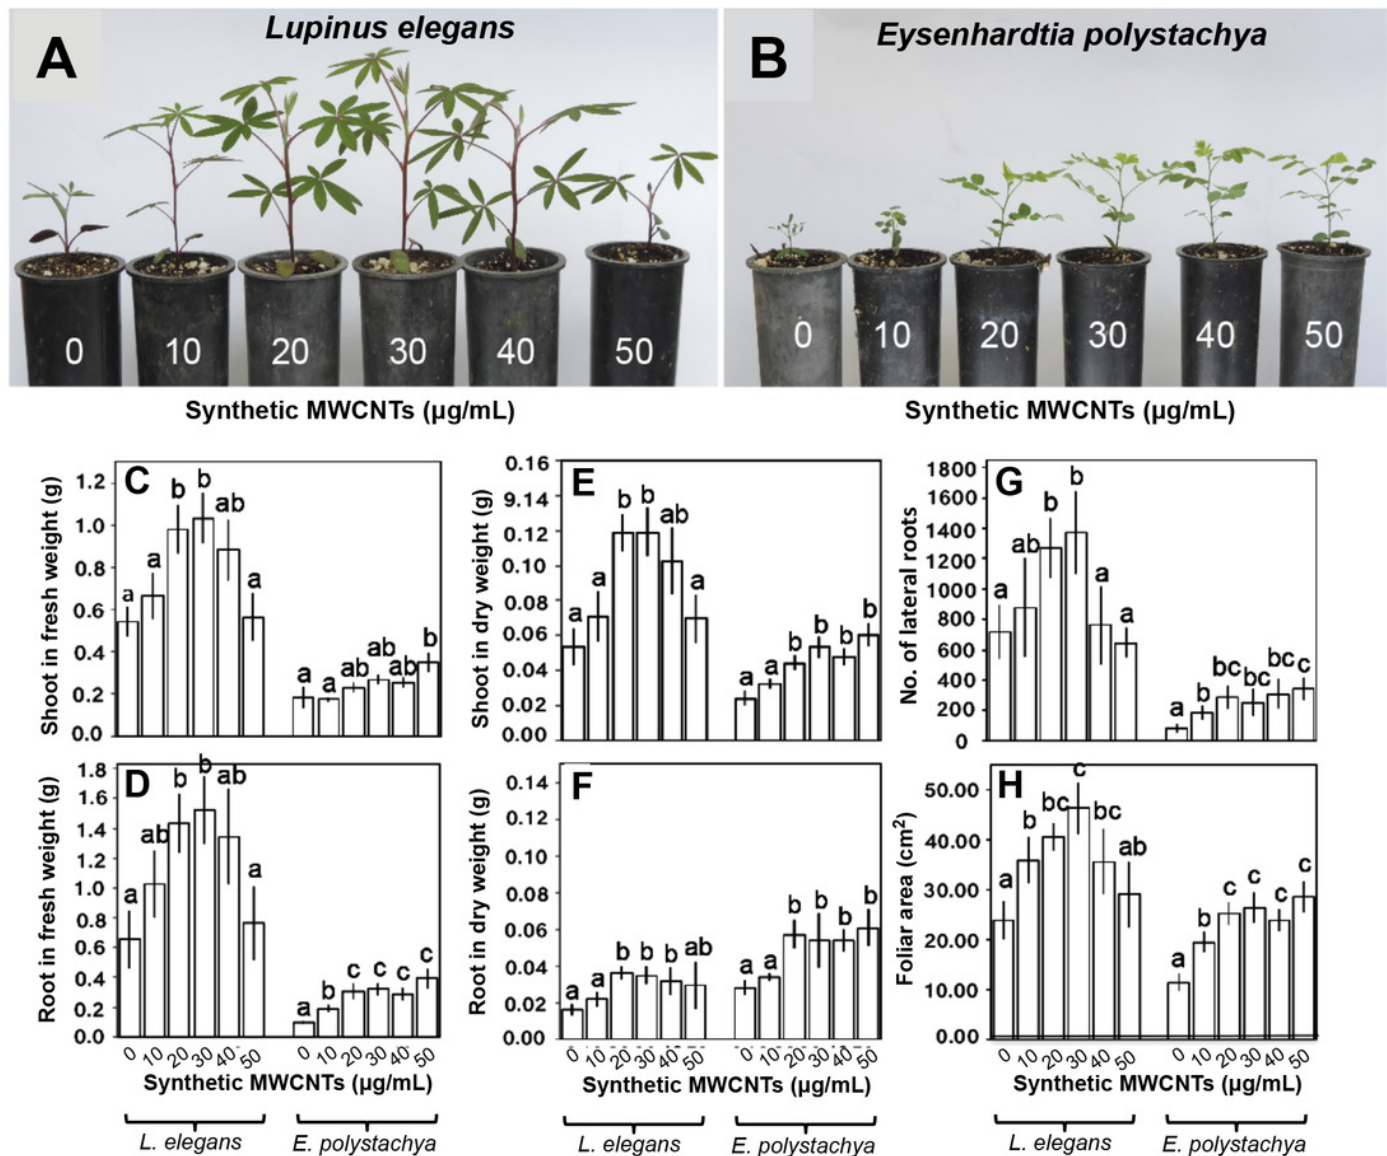 A
Lupinus elegans
B
Eysenhardtia polystachya
0 10 20 30 40 50
0 10 20 30 40 50
Synthetic MWCNTs (µg/mL)
Synthetic MWCNTs (µg/mL)
C
Shoot in fresh weight (g)
1.2
1.0
0.8
0.6
0.4
0.2
0.0
a a b b ab a
a a ab ab ab b
E
Shoot in dry weight (g)
0.16
9.14
0.12
0.10
0.08
0.06
0.04
0.02
0.00
a a b b ab a
a a b b b b
G
No. of lateral roots
1800
1600
1400
1200
1000
800
600
400
200
0
a ab b b a a
a b bc bc bc c
D
Root in fresh weight (g)
1.8
1.6
1.4
1.2
1.0
0.8
0.6
0.4
0.2
0.0
a ab b b ab a
a b c c c c
0 10 20 30 40 50
0 10 20 30 40 50
Synthetic MWCNTs (µg/mL)
L. elegans
E. polystachya
F
Root in dry weight (g)
0.14
0.12
0.10
0.08
0.06
0.04
0.02
0.00
a a b b b ab
a a b b b b
0 10 20 30 40 50
0 10 20 30 40 50
Synthetic MWCNTs (µg/mL)
L. elegans
E. polystachya
H
Foliar area (cm²)
50.00
40.00
30.00
20.00
10.00
0.00
a b bc c bc ab
a b c c c c
0 10 20 30 40 50
0 10 20 30 40 50
Synthetic MWCNTs (µg/mL)
L. elegans
E. polystachya